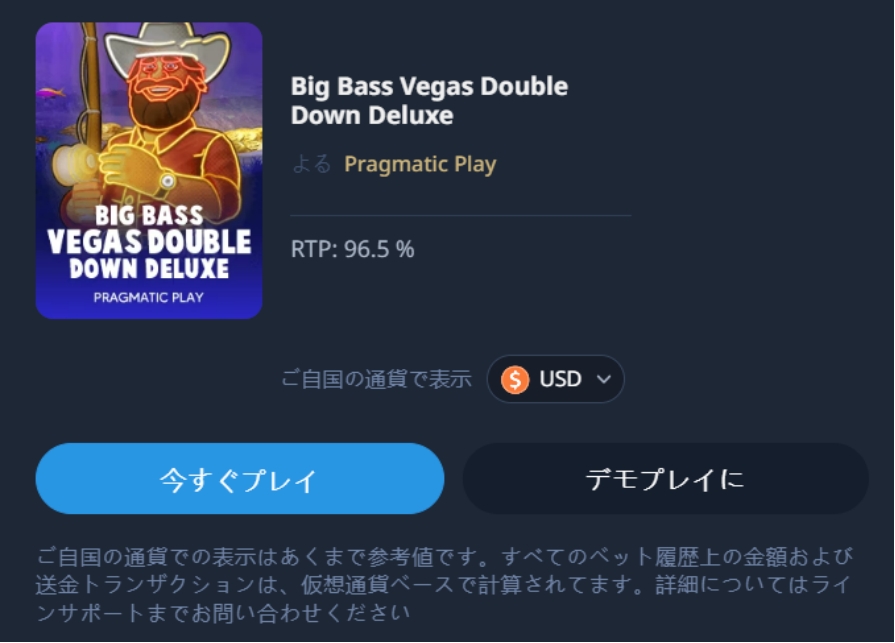 BIG BASS
VEGAS DOUBLE
DOWN DELUXE
PRAGMATIC PLAY
Big Bass Vegas Double
Down Deluxe
よる Pragmatic Play
RTP: 96.5 %
ご自国の通貨で表示 $ USD
今すぐプレイ デモプレイに
ご自国の通貨での表示はあくまで参考値です。すべてのベット履歴上の金額および
送金トランザクションは、仮想通貨ベースで計算されてます。詳細についてはライ
ンサポートまでお問い合わせください